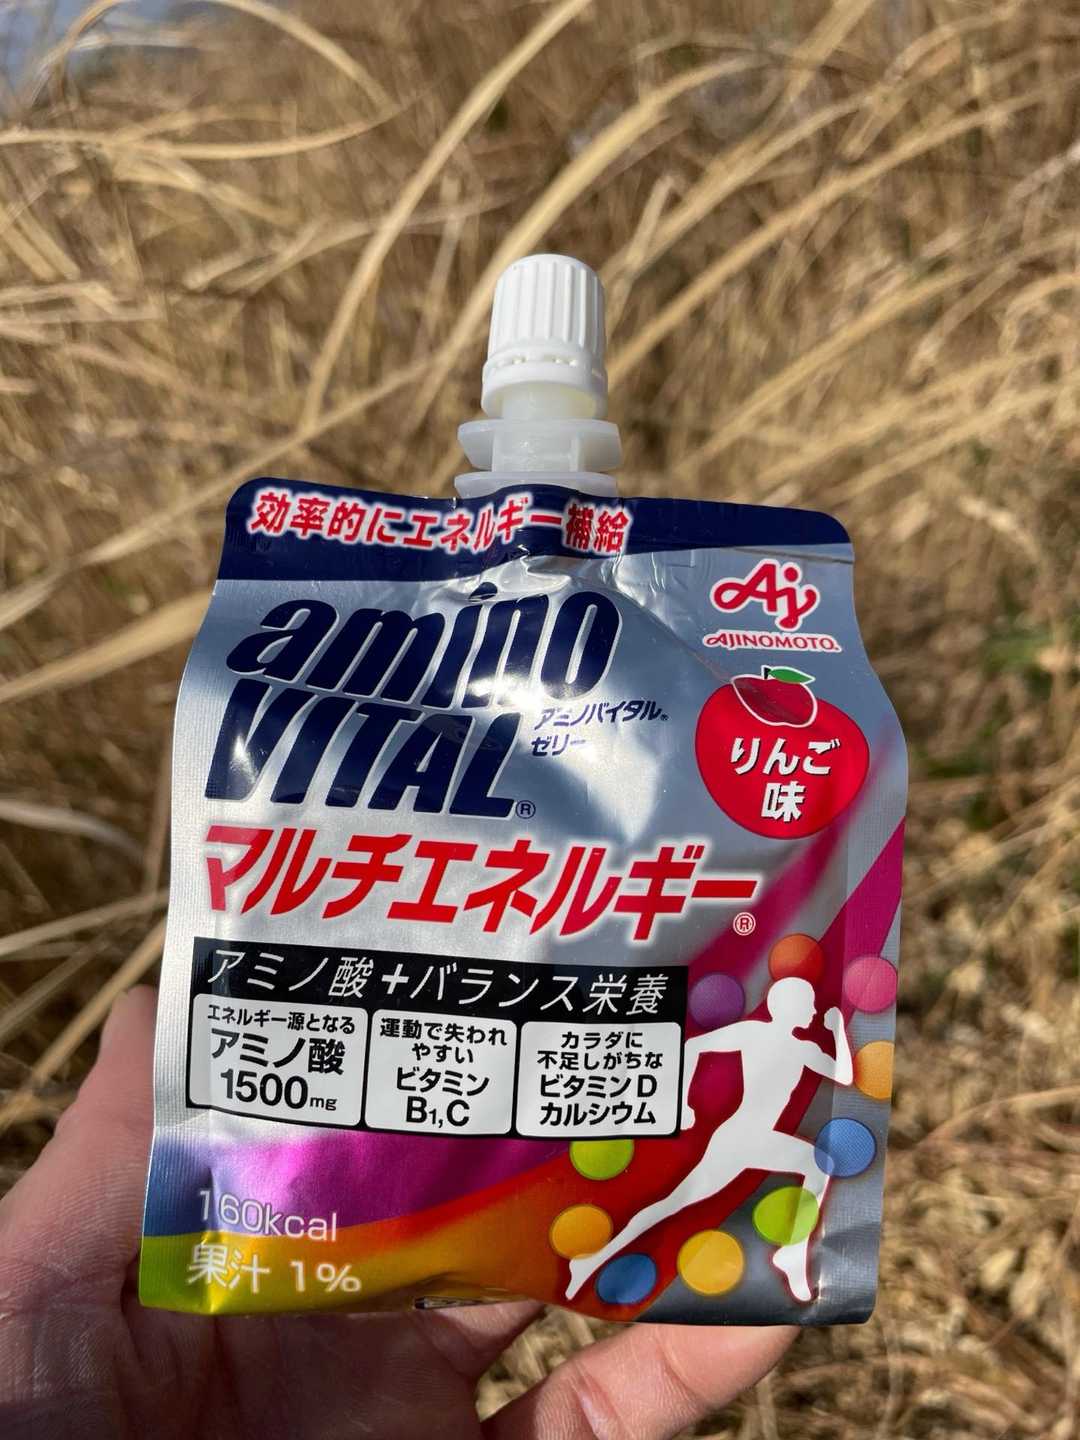 効率的にエネルギー補給
amino
VITAL®
アミノバイタル®
ゼリー
AJINOMOTO®
りんご
味
マルチエネルギー®
アミノ酸+バランス栄養
エネルギー源となる
アミノ酸
1500mg
運動で失われ
やすい
ビタミン
B1,C
カラダに
不足しがちな
ビタミンD
カルシウム
160kcal
果汁 1%